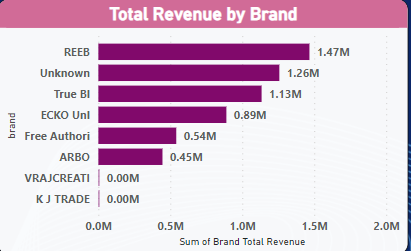 Total Revenue by Brand
REEB 1.47M
Unknown 1.26M
True BI 1.13M
ECKO UnI 0.89M
Free Authori 0.54M
ARBO 0.45M
VRAJCREATI 0.00M
K J TRADE 0.00M
brand
0.0M 0.5M 1.0M 1.5M 2.0M
Sum of Brand Total Revenue